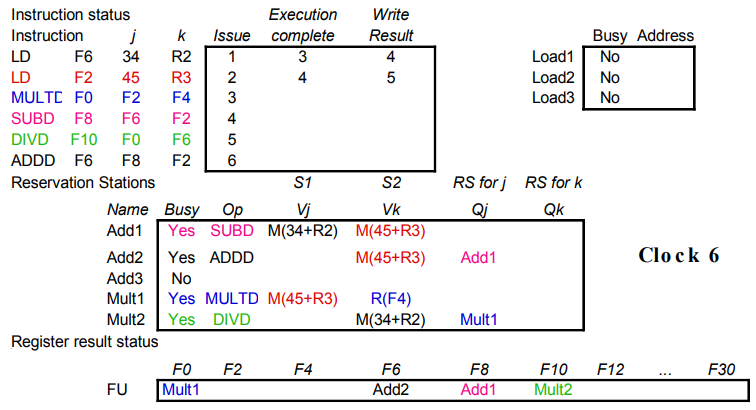 Instruction status Execution Write
Instruction j k Issue complete Result Busy Address
LD F6 34 R2 1 3 4 Load1 No
LD F2 45 R3 2 4 5 Load2 No
MULTD F0 F2 F4 3 Load3 No
SUBD F8 F6 F2 4
DIVD F10 F0 F6 5
ADDD F6 F8 F2 6
Reservation Stations S1 S2 RS for j RS for k
Name Busy Op Vj Vk Qj Qk
Add1 Yes SUBD M(34+R2) M(45+R3)
Add2 Yes ADDD M(45+R3) Add1 Clock 6
Add3 No
Mult1 Yes MULTD M(45+R3) R(F4)
Mult2 Yes DIVD M(34+R2) Mult1
Register result status
F0 F2 F4 F6 F8 F10 F12 ... F30
FU Mult1 Add2 Add1 Mult2